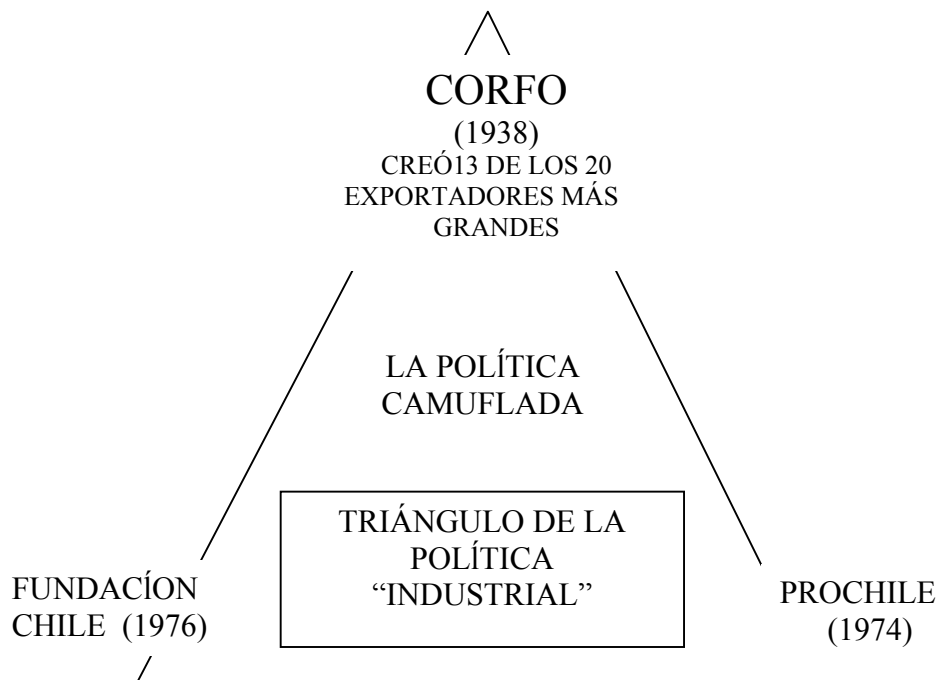 CORFO
(1938)
CREÓ13 DE LOS 20
EXPORTADORES MÁS
GRANDES
LA POLÍTICA
CAMUFLADA
TRIÁNGULO DE LA
POLÍTICA
“INDUSTRIAL”
FUNDACÍON
CHILE (1976)
PROCHILE
(1974)